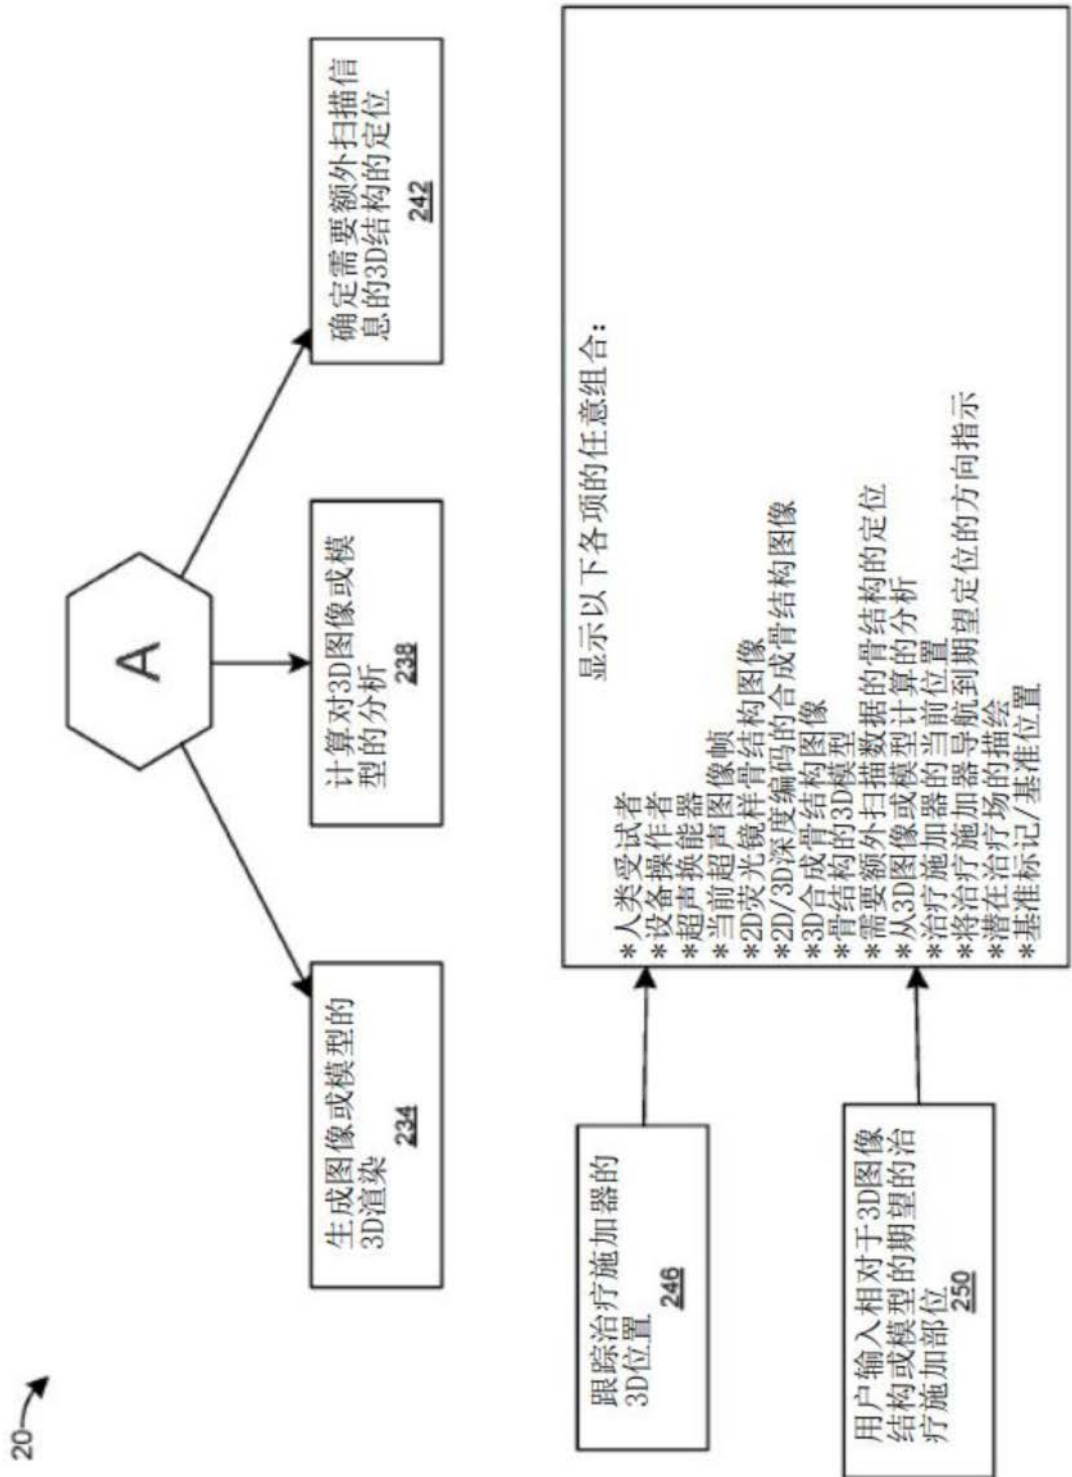 20
A
生成图像或模型的
3D渲染
234
计算对3D图像或模
型的分析
238
确定需要额外扫描信
息的3D结构的定位
242
跟踪治疗施加器的
3D位置
246
用户输入相对于3D图像
结构或模型的期望的治
疗施加部位
250
显示以下各项的任意组合：
*人类受试者
*设备操作者
*超声换能器
*当前超声图像帧
*2D荧光镜样骨结构图像
*2D/3D深度编码的合成骨结构图像
*3D合成骨结构图像
*骨结构的3D模型
*需要额外扫描数据的骨结构的定位
*从3D图像或模型计算的分析
*治疗施加器的当前位置
*将治疗施加器导航到期望定位的方向指示
*潜在治疗场的描绘
*基准标记/基准位置